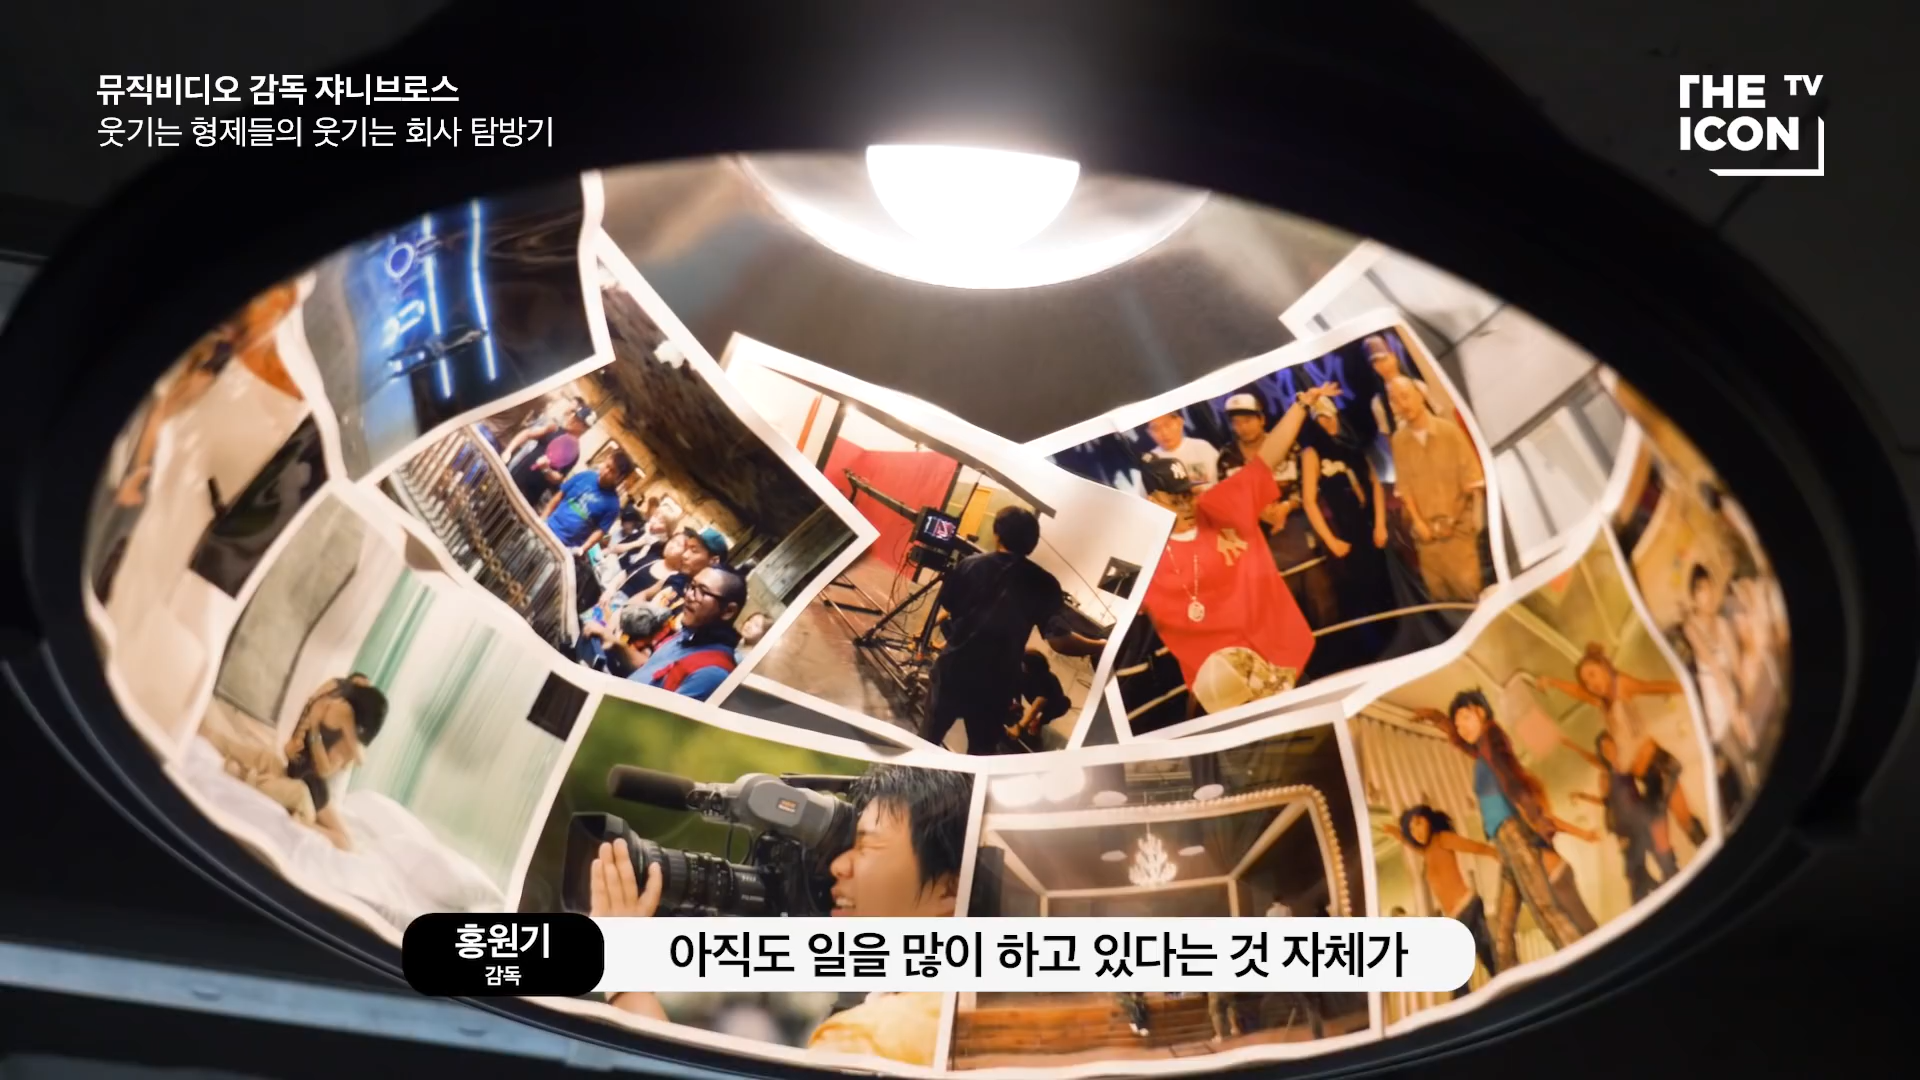 뮤직비디오 감독 쟈니브로스
웃기는 형제들의 웃기는 회사 탐방기
THE TV
ICON
홍원기
감독
아직도 일을 많이 하고 있다는 것 자체가